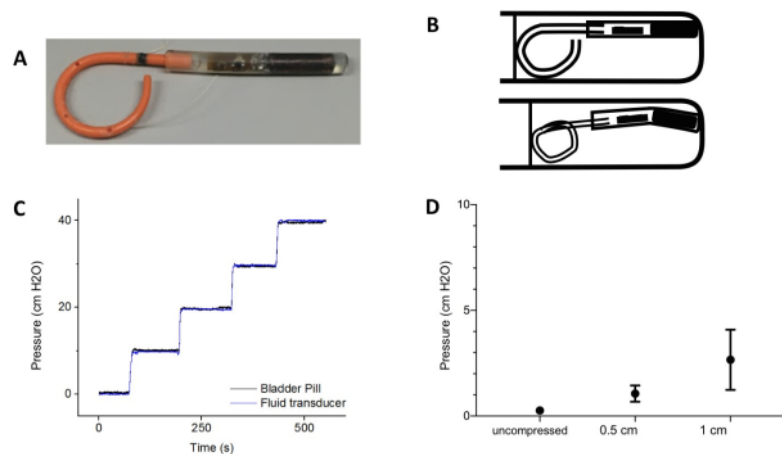 A
B
C
Pressure (cm H2O)
40
20
0
Bladder Pill
Fluid transducer
0
250
500
Time (s)
D
Pressure (cm H2O)
10
5
0
uncompressed
0.5 cm
1 cm